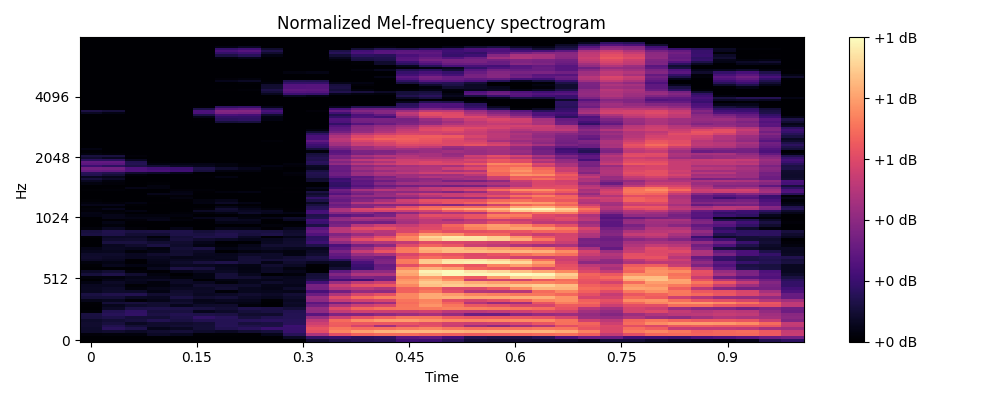 Normalized Mel-frequency spectrogram
Hz
4096
2048
1024
512
0
0 0.15 0.3 0.45 0.6 0.75 0.9
Time
+1 dB
+1 dB
+1 dB
+0 dB
+0 dB
+0 dB